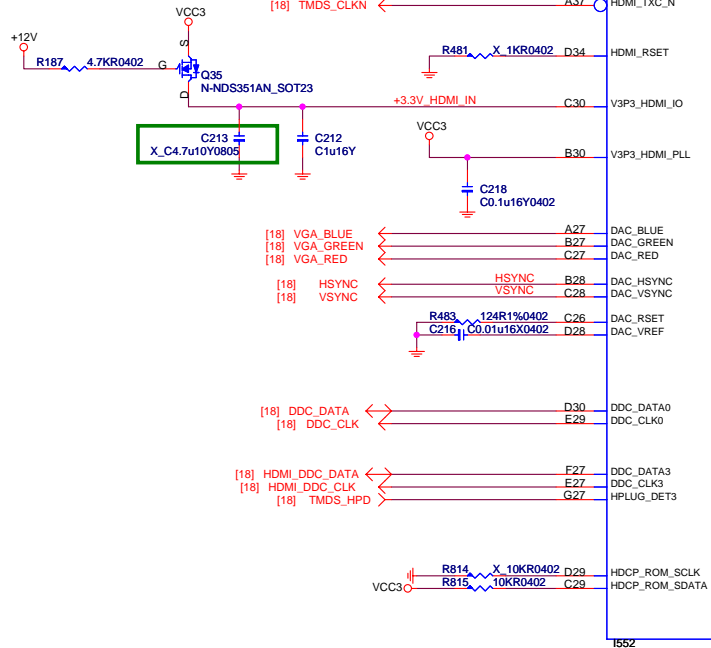 [18] TMDS_CLKN A37 HDMI_TXC_N
VCC3
+12V
S
R187 4.7KR0402 G
Q35
N-NDS351AN_SOT23
D
R481 X_1KR0402 D34 HDMI_RSET
+3.3V_HDMI_IN C30 V3P3_HDMI_IO
C213
X_C4.7u10Y0805
C212
C1u16Y
VCC3
B30 V3P3_HDMI_PLL
C218
C0.1u16Y0402
[18] VGA_BLUE A27 DAC_BLUE
[18] VGA_GREEN B27 DAC_GREEN
[18] VGA_RED C27 DAC_RED
[18] HSYNC HSYNC B28 DAC_HSYNC
[18] VSYNC VSYNC C28 DAC_VSYNC
R483 124R1%0402 C26 DAC_RSET
C216 C0.01u16X0402 D28 DAC_VREF
[18] DDC_DATA D30 DDC_DATA0
[18] DDC_CLK E29 DDC_CLK0
[18] HDMI_DDC_DATA F27 DDC_DATA3
[18] HDMI_DDC_CLK E27 DDC_CLK3
[18] TMDS_HPD G27 HPLUG_DET3
R814 X_10KR0402 D29 HDCP_ROM_SCLK
VCC3 R815 10KR0402 C29 HDCP_ROM_SDATA
I552